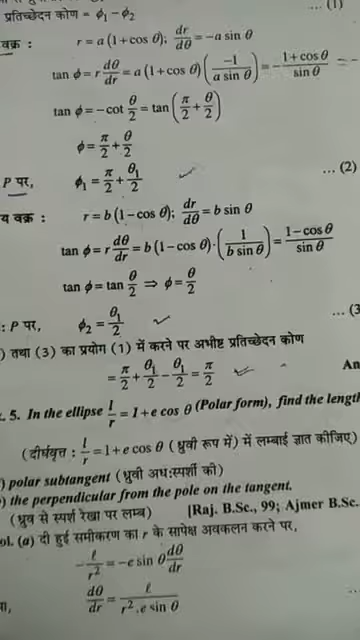 प्रतिच्छेदन कोण = ϕ₁ − ϕ₂ ... (1)
वक्र : r = a (1 + cos θ); dr/dθ = −a sin θ
tan ϕ = r dθ/dr = a (1 + cos θ) (−1/(a sin θ)) = − (1 + cos θ)/sin θ =
tan ϕ = −cot θ/2 = tan (π/2 + θ/2)
ϕ = π/2 + θ/2
P पर, ϕ₁ = π/2 + θ₁/2 ... (2)
य वक्र : r = b (1 − cos θ); dr/dθ = b sin θ
tan ϕ = r dθ/dr = b (1 − cos θ) · (1/(b sin θ)) = (1 − cos θ)/sin θ
tan ϕ = tan θ/2 ⇒ ϕ = θ/2
: P पर, ϕ₂ = θ₁/2 ... (3
) तथा (3) का प्रयोग (1) में करने पर अभीष्ट प्रतिच्छेदन कोण
= π/2 + θ₁/2 − θ₁/2 = π/2 An
. 5. In the ellipse l/r = 1 + e cos θ (Polar form), find the length
(दीर्घवृत्त : l/r = 1 + e cos θ (ध्रुवी रूप में) में लम्बाई ज्ञात कीजिए)
) polar subtangent (ध्रुवी अधःस्पर्शी की)
) the perpendicular from the pole on the tangent.
(ध्रुव से स्पर्श रेखा पर लम्ब) [Raj. B.Sc., 99; Ajmer B.Sc.
ol. (a) दी हुई समीकरण का r के सापेक्ष अवकलन करने पर,
− ℓ/r² = −e sin θ dθ/dr
dθ/dr = ℓ/(r² . e sin θ)